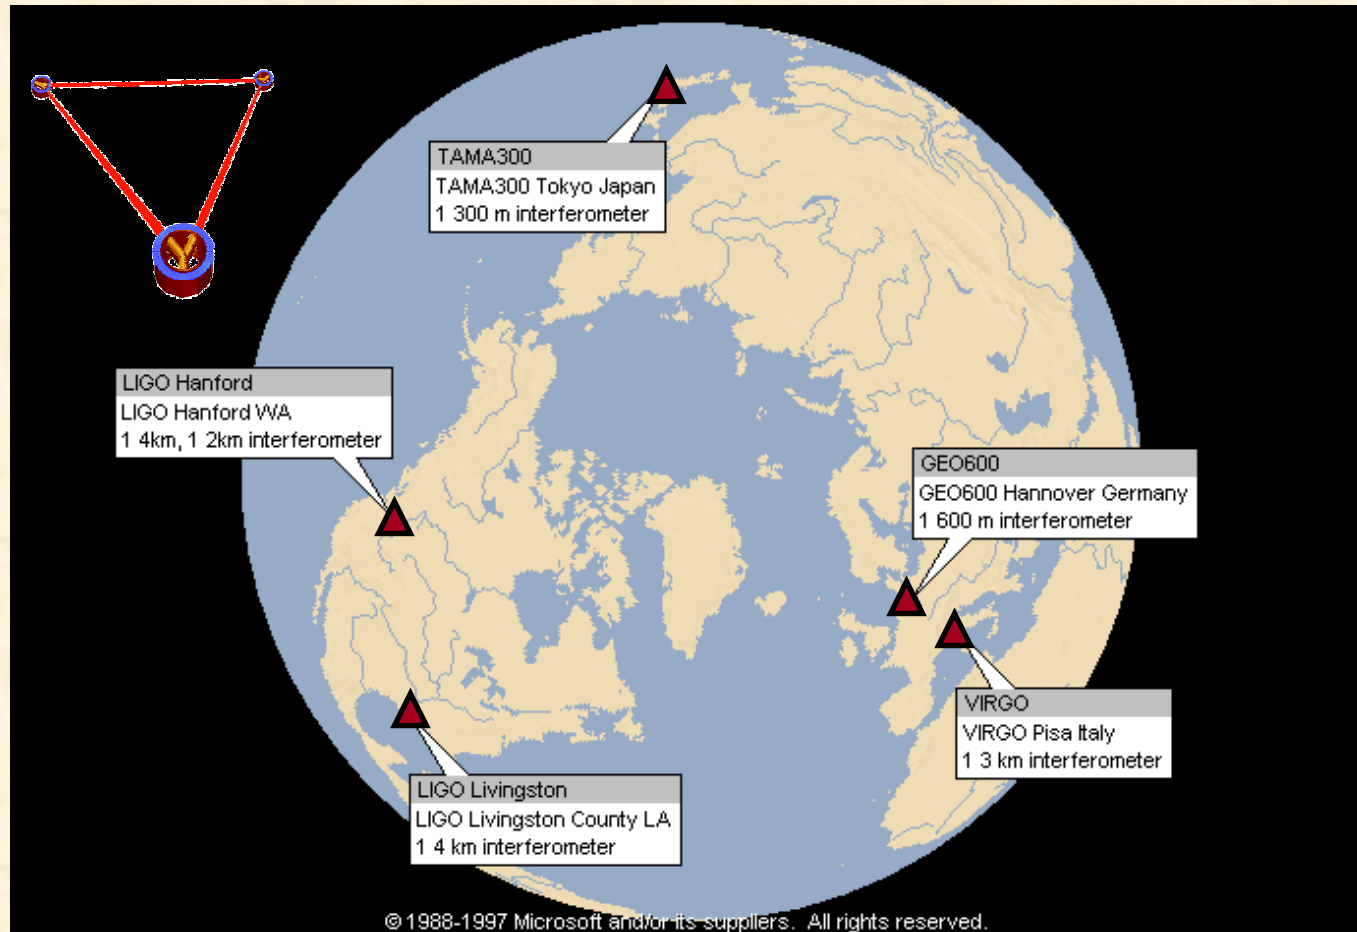 TAMA300
TAMA300 Tokyo Japan
1 300 m interferometer
LIGO Hanford
LIGO Hanford WA
1 4km, 1 2km interferometer
GEO600
GEO600 Hannover Germany
1 600 m interferometer
VIRGO
VIRGO Pisa Italy
1 3 km interferometer
LIGO Livingston
LIGO Livingston County LA
1 4 km interferometer
© 1988-1997 Microsoft and/or its suppliers. All rights reserved.